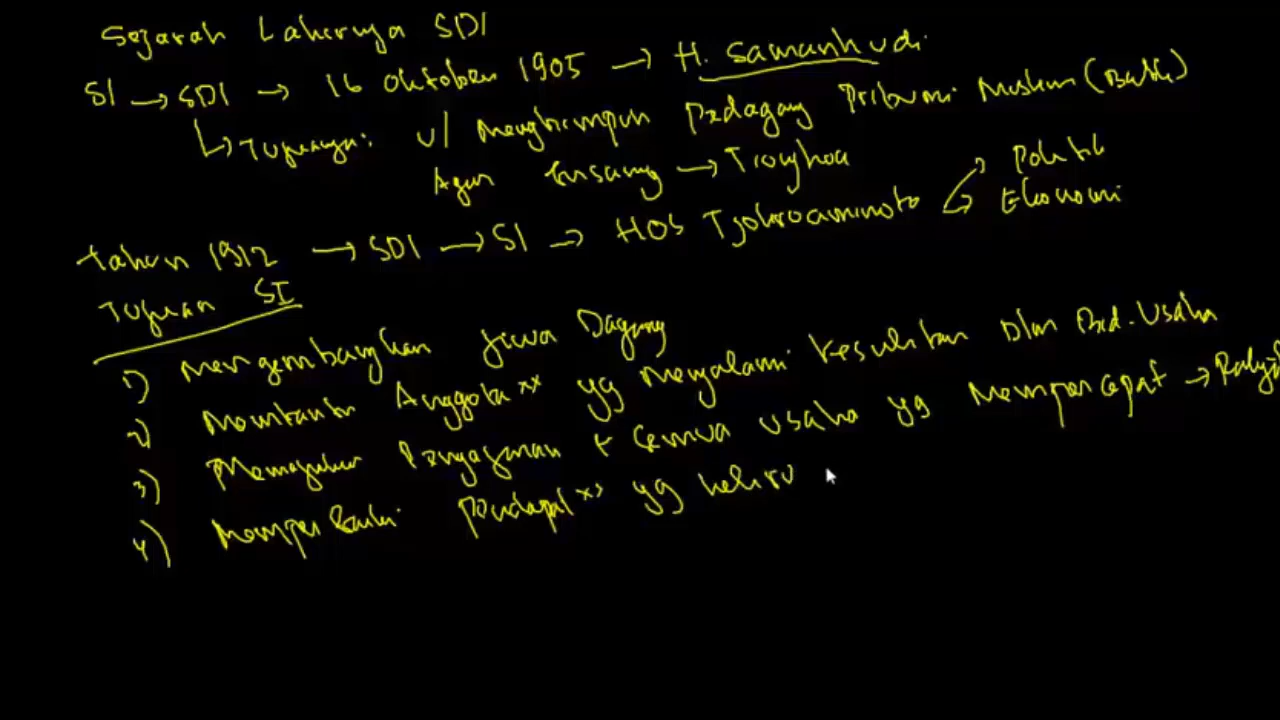 Sejarah Lahirnya SDI
SI → SDI → 16 Oktober 1905 → H. Samanhudi
↳ Tujuannya: u/ Menghimpun Pedagang Pribumi Muslim (Batik)
Agar bersaing → Tionghoa
tahun 1912 → SDI → SI → HOS Tjokroaminoto Politik
Ekonomi
Tujuan SI
1) Mengembangkan Jiwa Dagang
2) Membantu Anggota xx yg Mengalami kesulitan Dlm Bid. Usaha
3) Memajukan Pengajaran + Semua usaha yg Mempercepat →
4) Memperbaiki Pendapat xx yg keliru